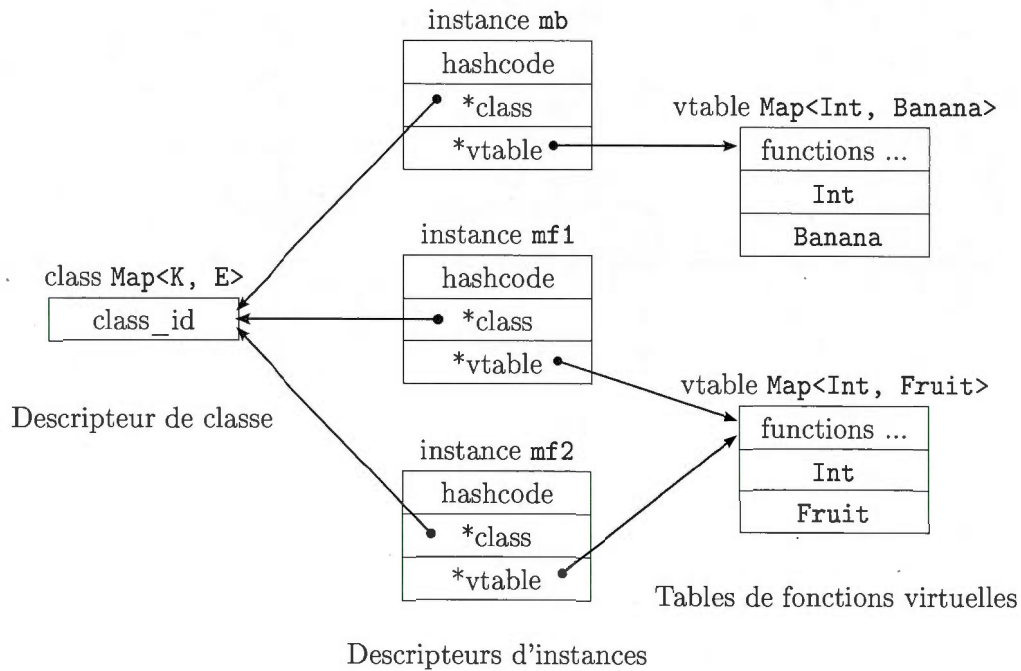 instance mb
hashcode
*class
*vtable
vtable Map<Int, Banana>
functions ...
Int
Banana
instance mf1
hashcode
*class
*vtable
class Map<K, E>
class_id
Descripteur de classe
vtable Map<Int, Fruit>
functions ...
Int
Fruit
instance mf2
hashcode
*class
*vtable
Tables de fonctions virtuelles
Descripteurs d'instances